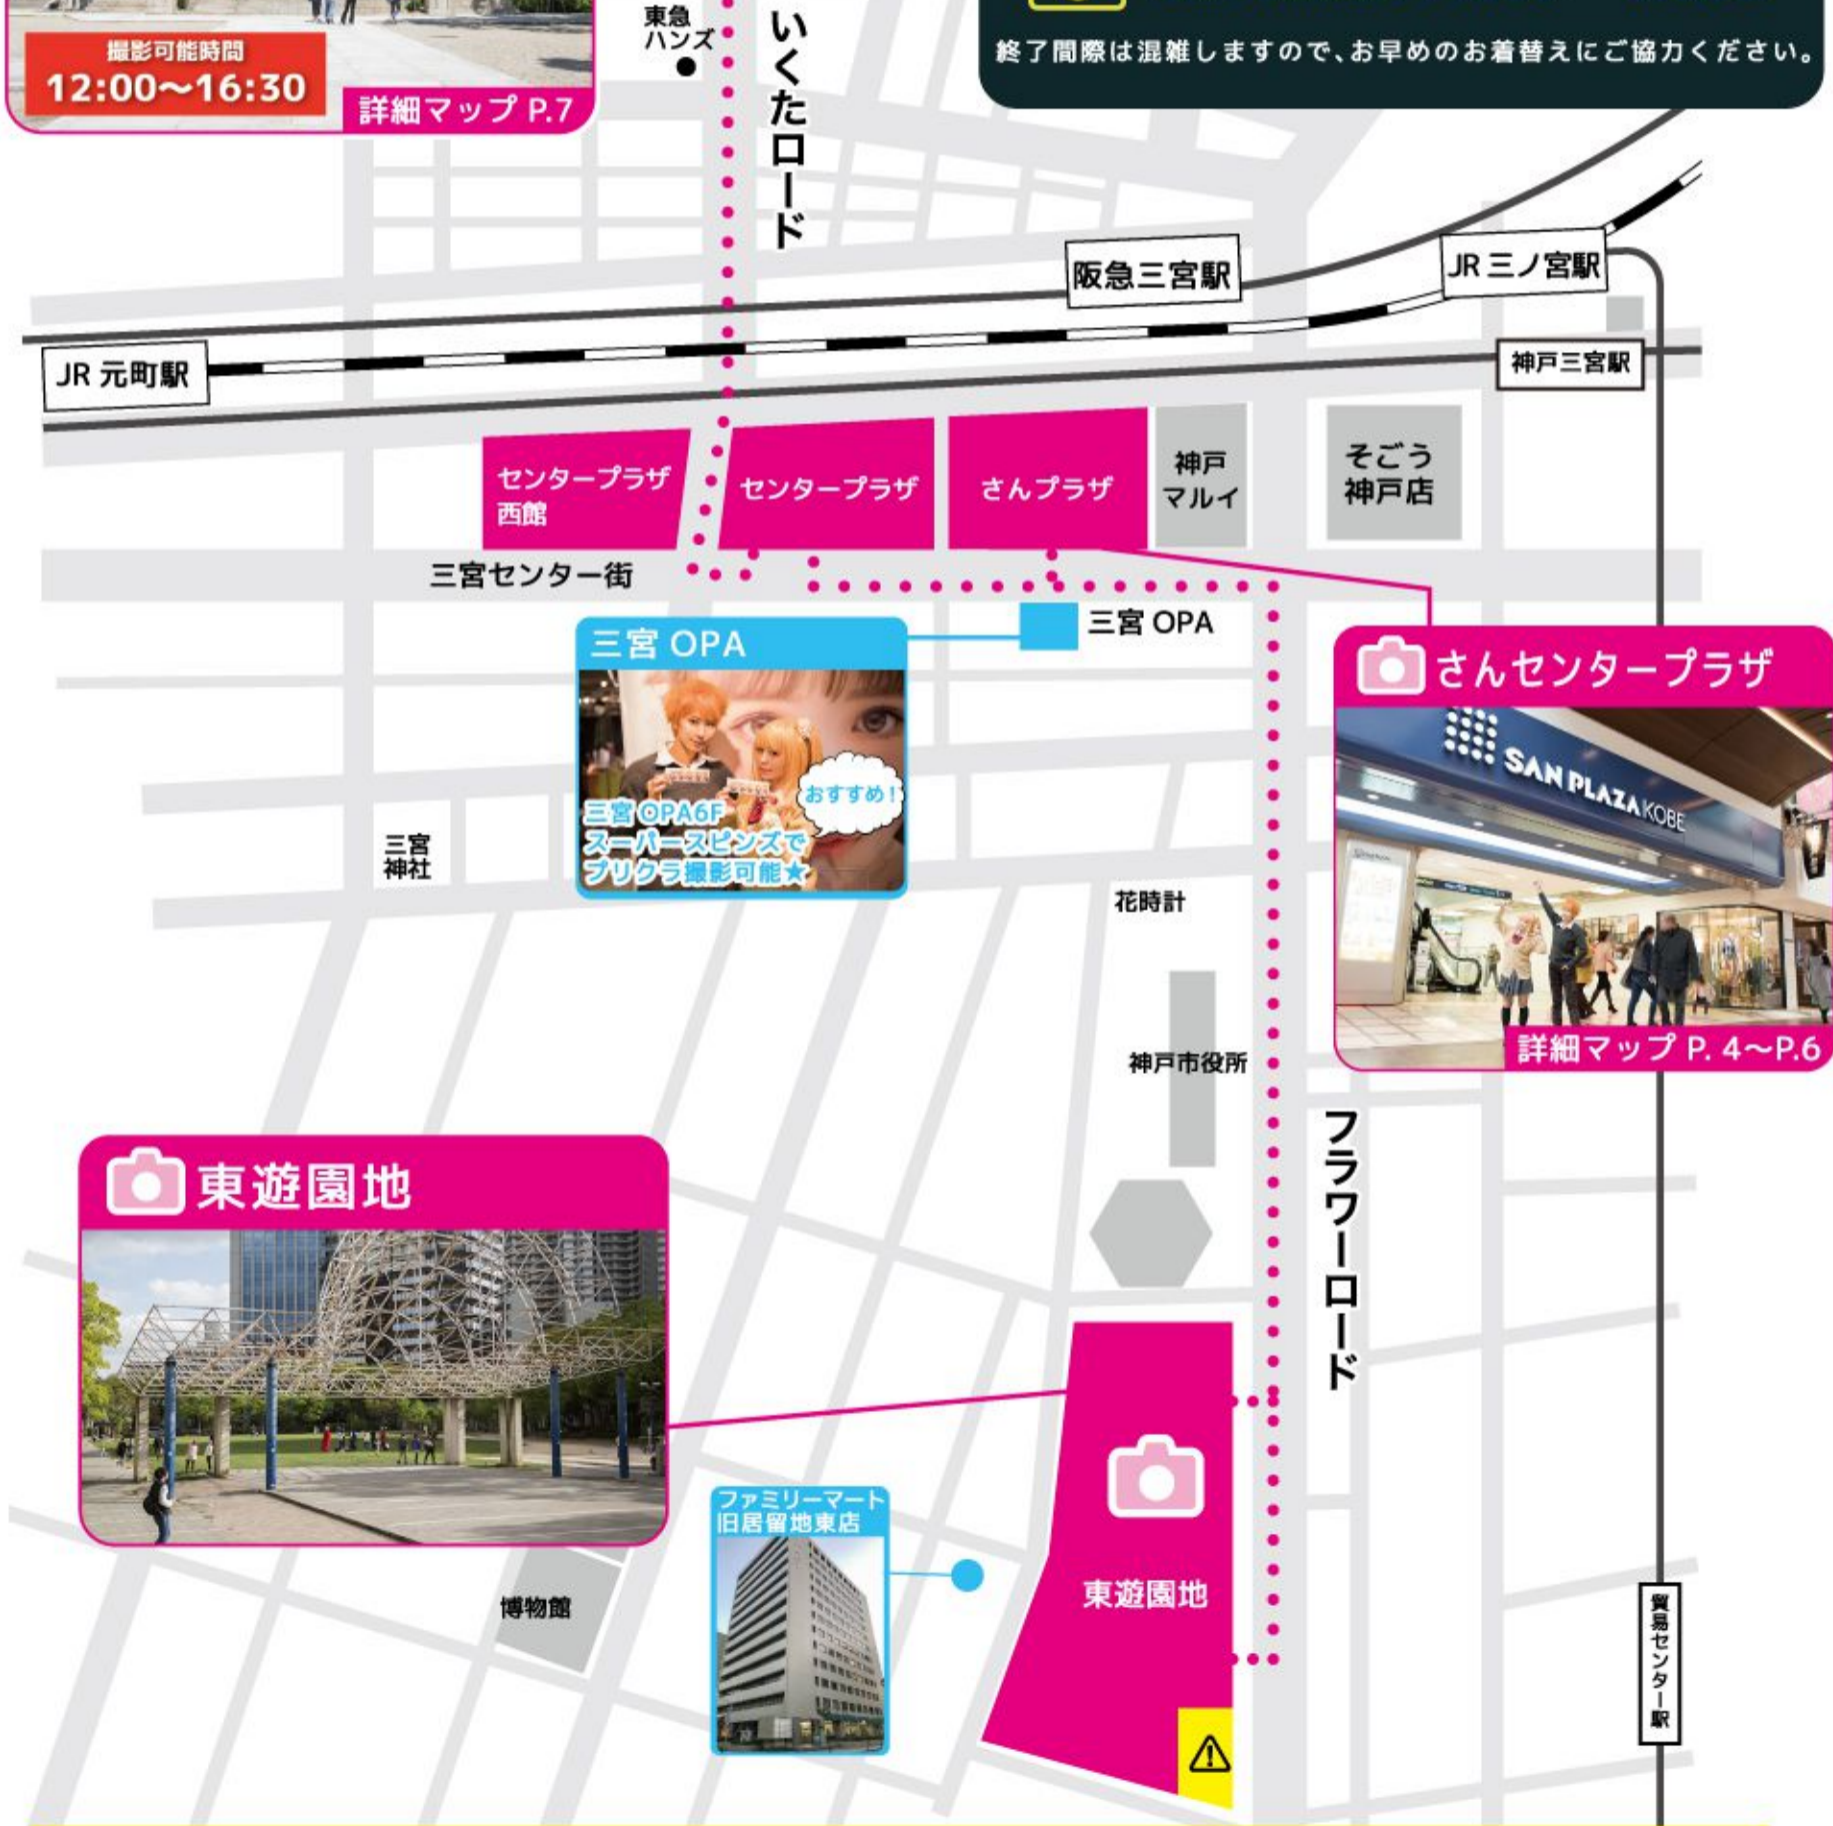 撮影可能時間
12:00〜16:30
詳細マップ P.7
東急
ハンズ
いくたロード
終了間際は混雑しますので、お早めのお着替えにご協力ください。
阪急三宮駅
JR 三ノ宮駅
JR 元町駅
神戸三宮駅
センタープラザ
西館
センタープラザ
さんプラザ
神戸
マルイ
そごう
神戸店
三宮センター街
三宮 OPA
三宮 OPA
おすすめ!
三宮 OPA6F
スーパースピンズで
プリクラ撮影可能★
さんセンタープラザ
SAN PLAZA KOBE
詳細マップ P. 4〜P.6
三宮
神社
花時計
神戸市役所
フラワーロード
東遊園地
ファミリーマート
旧居留地東店
東遊園地
博物館
貿易センター駅